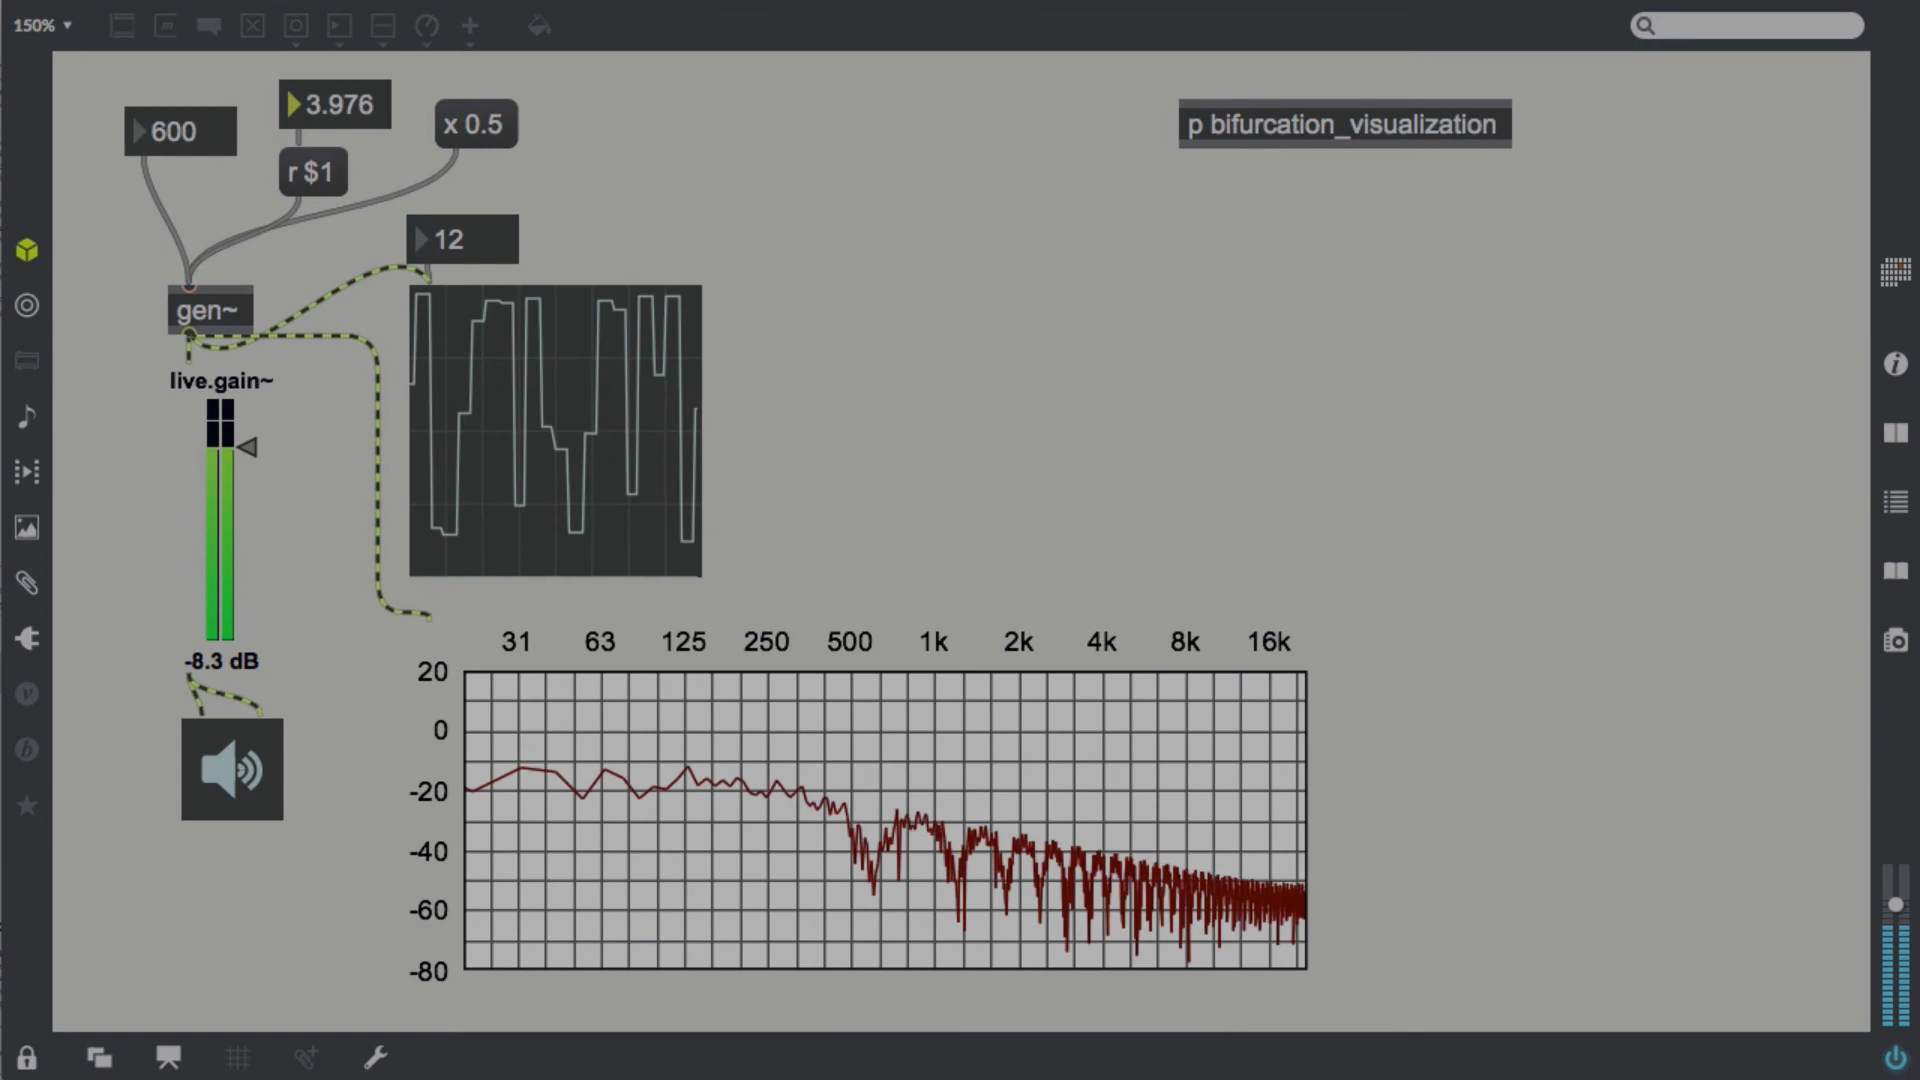 150%
600
3.976
r $1
x 0.5
12
p bifurcation_visualization
gen~
live.gain~
-8.3 dB
31 63 125 250 500 1k 2k 4k 8k 16k
20
0
-20
-40
-60
-80